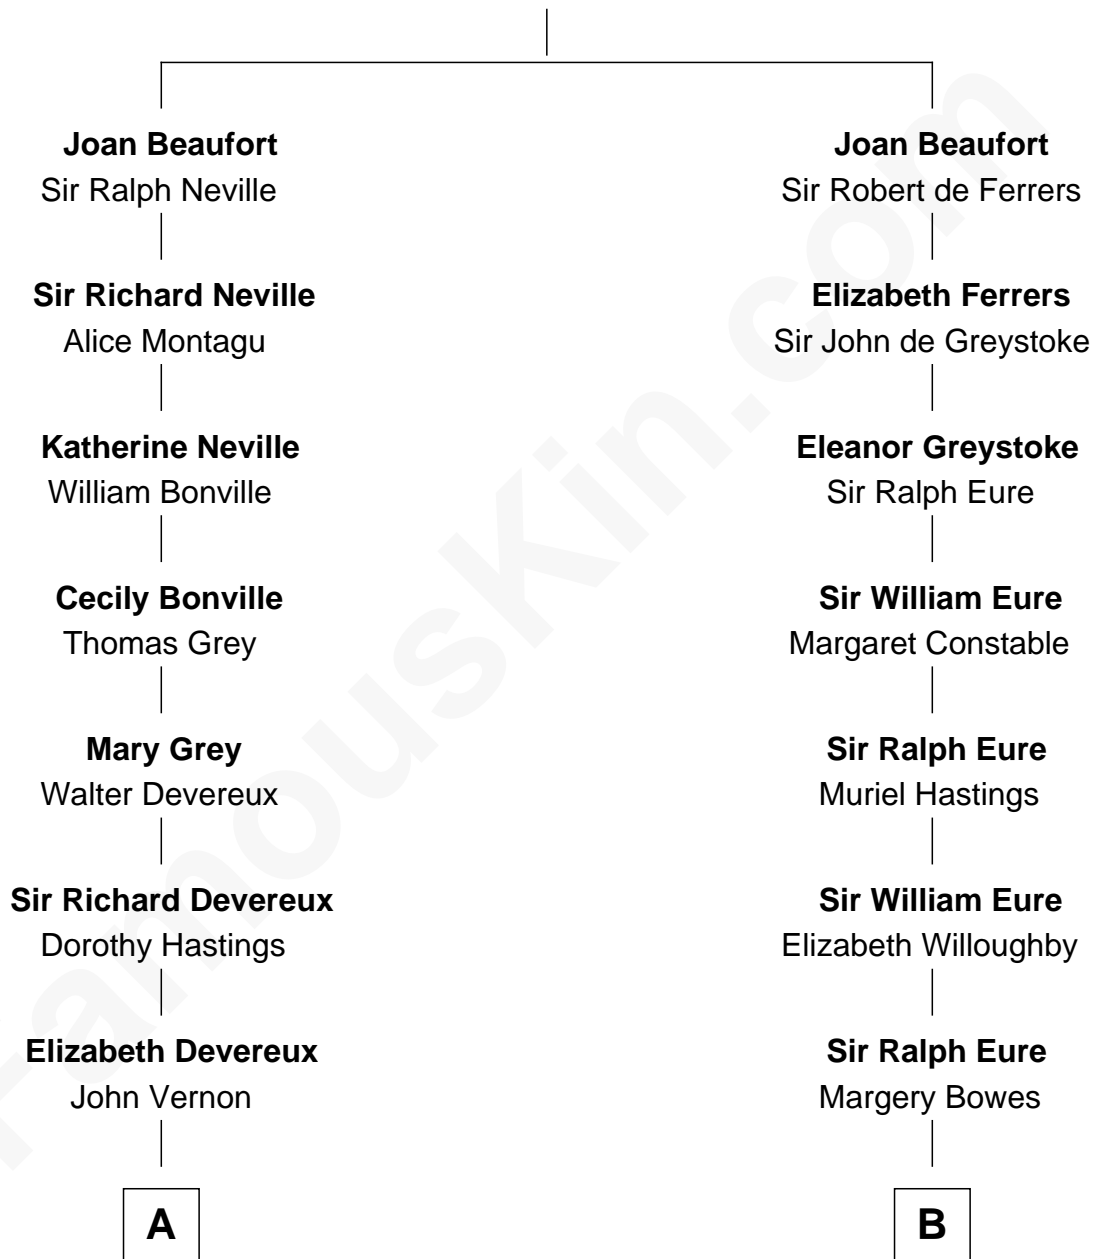 Joan Beaufort
Sir Ralph Neville
Sir Richard Neville
Alice Montagu
Katherine Neville
William Bonville
Cecily Bonville
Thomas Grey
Mary Grey
Walter Devereux
Sir Richard Devereux
Dorothy Hastings
Elizabeth Devereux
John Vernon
A
Joan Beaufort
Sir Robert de Ferrers
Elizabeth Ferrers
Sir John de Greystoke
Eleanor Greystoke
Sir Ralph Eure
Sir William Eure
Margaret Constable
Sir Ralph Eure
Muriel Hastings
Sir William Eure
Elizabeth Willoughby
Sir Ralph Eure
Margery Bowes
B
FamousKin.com